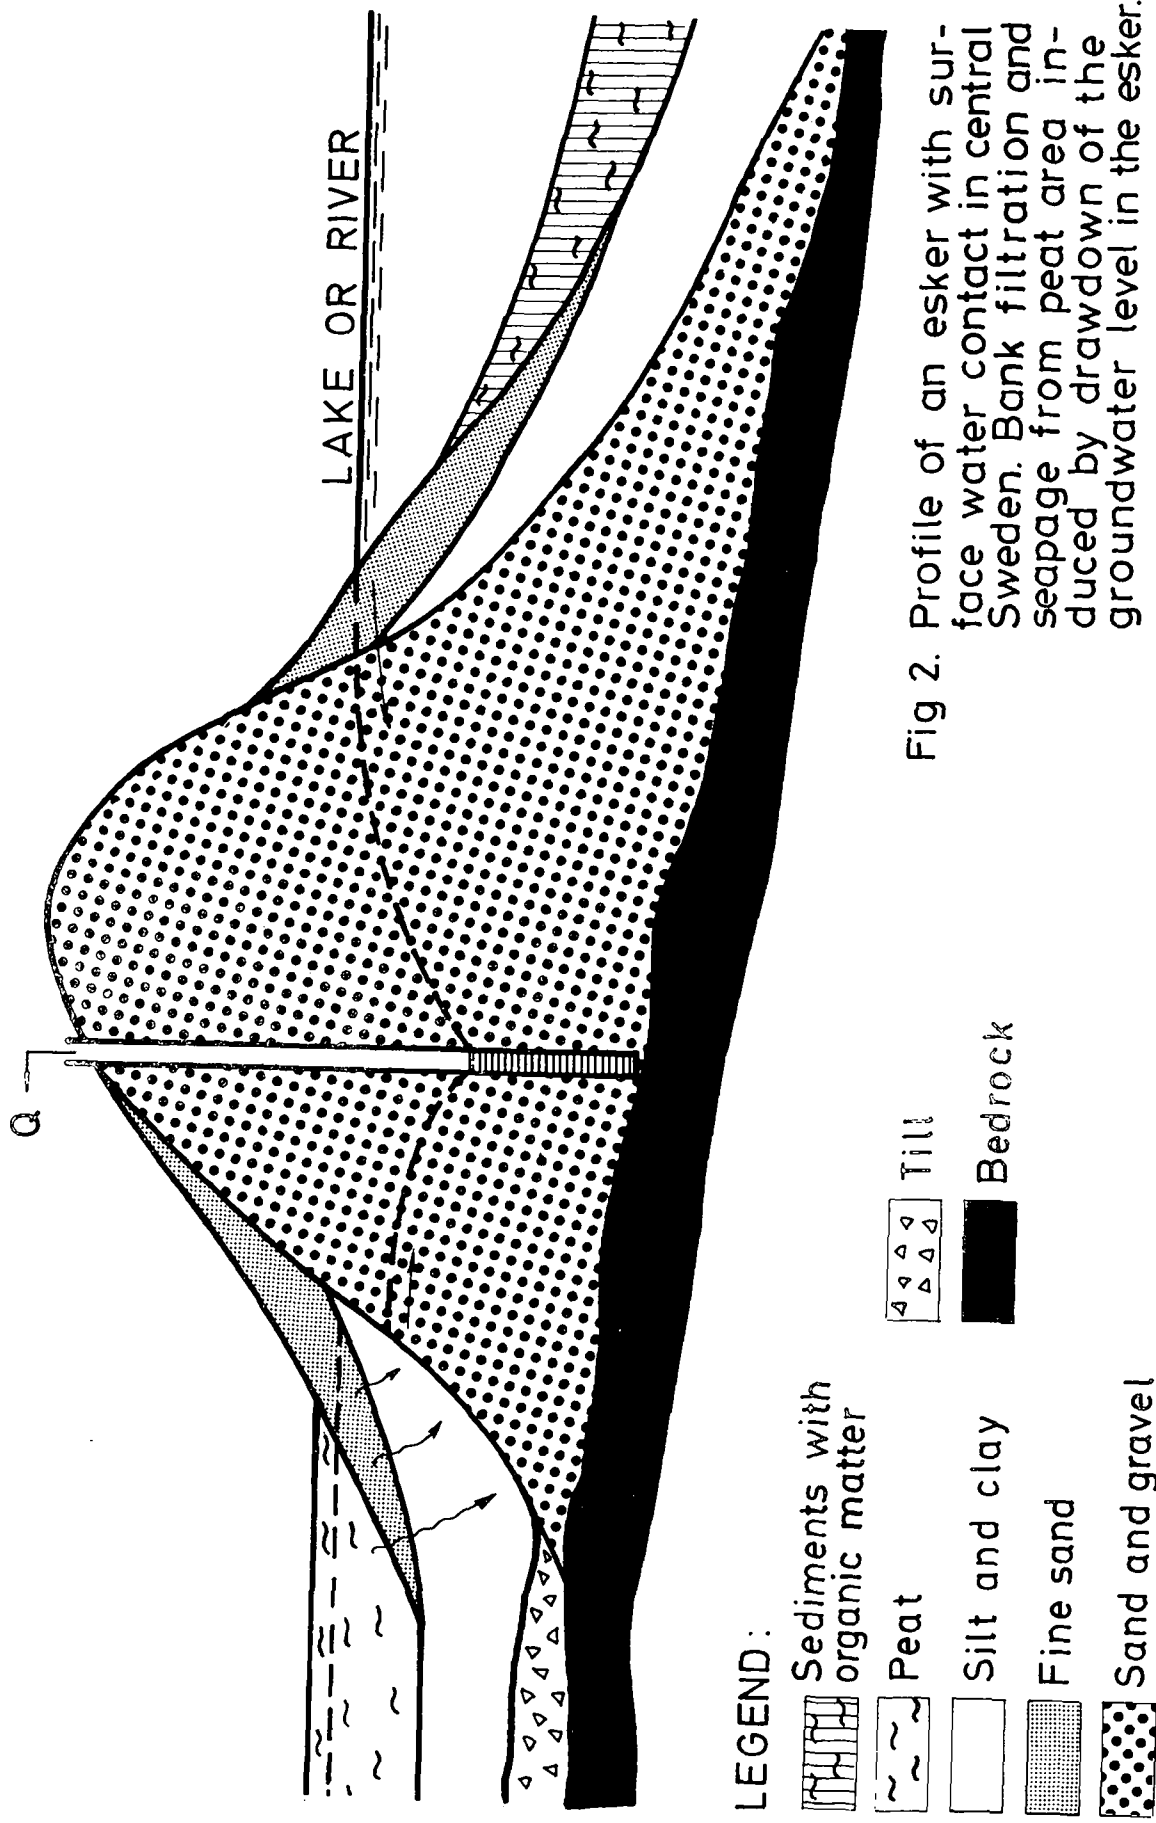 Q
LAKE OR RIVER
LEGEND:
Sediments with
organic matter
Peat
Silt and clay
Fine sand
Sand and gravel
Till
Bedrock
Fig 2. Profile of an esker with sur-
face water contact in central
Sweden. Bank filtration and
seepage from peat area in-
duced by drawdown of the
groundwater level in the esker.